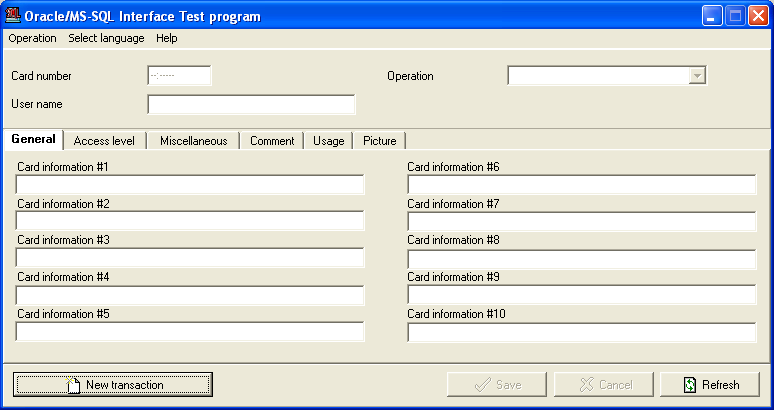 SQL Oracle/MS-SQL Interface Test program
Operation Select language Help
Card number --:----- Operation
User name
General Access level Miscellaneous Comment Usage Picture
Card information #1 Card information #6
Card information #2 Card information #7
Card information #3 Card information #8
Card information #4 Card information #9
Card information #5 Card information #10
New transaction Save Cancel Refresh